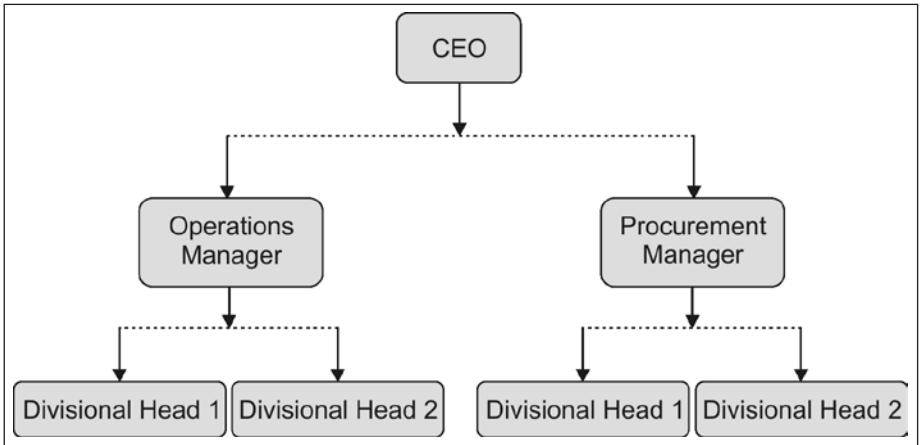 CEO
Operations
Manager
Procurement
Manager
Divisional Head 1
Divisional Head 2
Divisional Head 1
Divisional Head 2